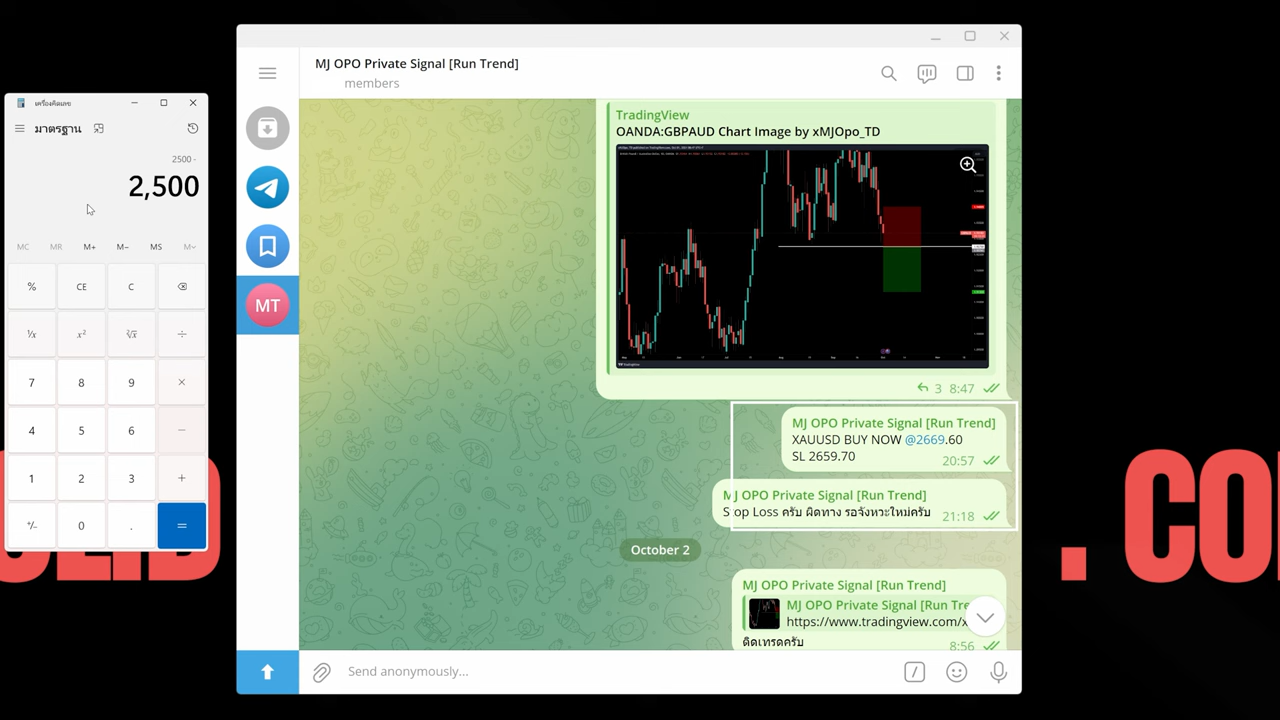 MJ OPO Private Signal [Run Trend]
members
TradingView
OANDA:GBPAUD Chart Image by xMJOpo_TD
3 8:47
MJ OPO Private Signal [Run Trend]
XAUUSD BUY NOW @2669.60
SL 2659.70
20:57
MJ OPO Private Signal [Run Trend]
Stop Loss ครับ ผิดทาง รอจังหวะใหม่ครับ
21:18
October 2
MJ OPO Private Signal [Run Trend]
MJ OPO Private Signal [Run Tre
https://www.tradingview.com/x
ติดเทรดครับ
8:56
Send anonymously...
MT
เครื่องคิดเลข
มาตรฐาน
2500 -
2,500
MC MR M+ M− MS M
% CE C
¹/x x² ²√x ÷
7 8 9 ×
4 5 6 −
1 2 3 +
+/− 0 . =
. CO